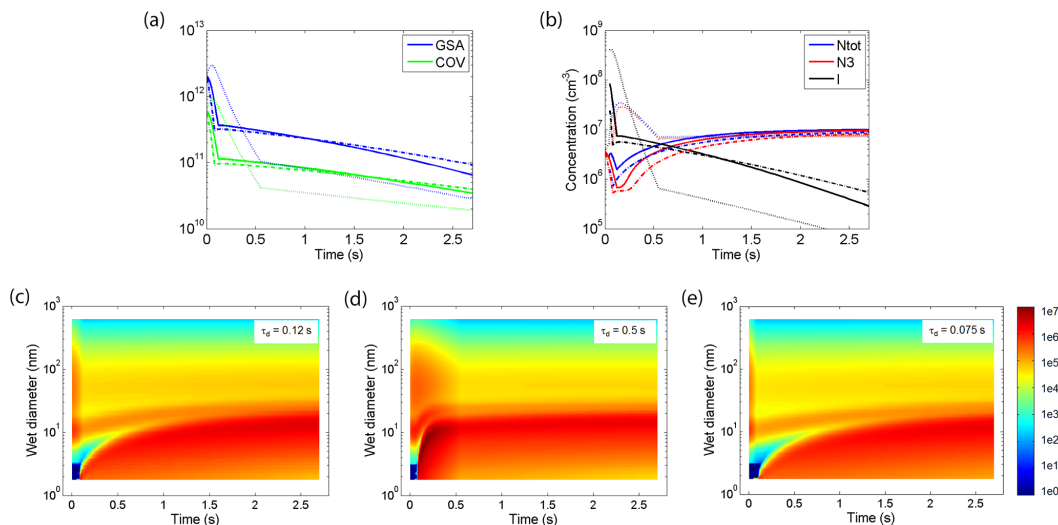 (a)
10^13
10^12
10^11
10^10
GSA
COV
0 0.5 1 1.5 2 2.5
Time (s)
(b)
Concentration (cm^-3)
10^9
10^8
10^7
10^6
10^5
Ntot
N3
I
0 0.5 1 1.5 2 2.5
Time (s)
(c)
Wet diameter (nm)
10^3
10^2
10^1
10^0
τd = 0.12 s
0 0.5 1 1.5 2 2.5
Time (s)
(d)
Wet diameter (nm)
10^3
10^2
10^1
10^0
τd = 0.5 s
0 0.5 1 1.5 2 2.5
Time (s)
(e)
Wet diameter (nm)
10^3
10^2
10^1
10^0
τd = 0.075 s
0 0.5 1 1.5 2 2.5
Time (s)
1e7
1e6
1e5
1e4
1e3
1e2
1e1
1e0